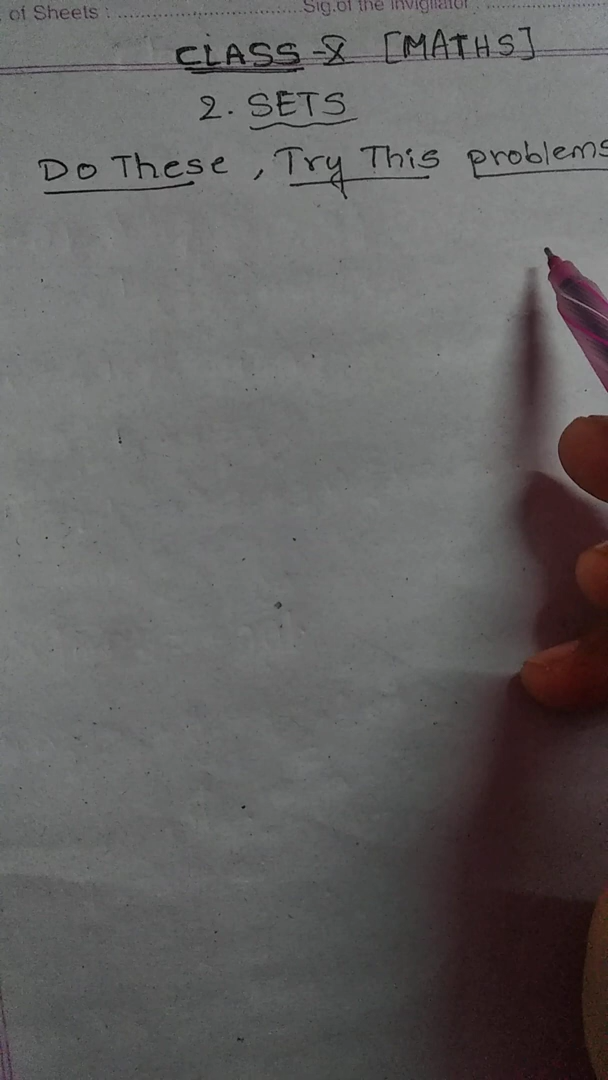 of Sheets : .......................................... Sig.of the Invigilator : ..........................
CLASS-X [MATHS]
2. SETS
Do These , Try This problems